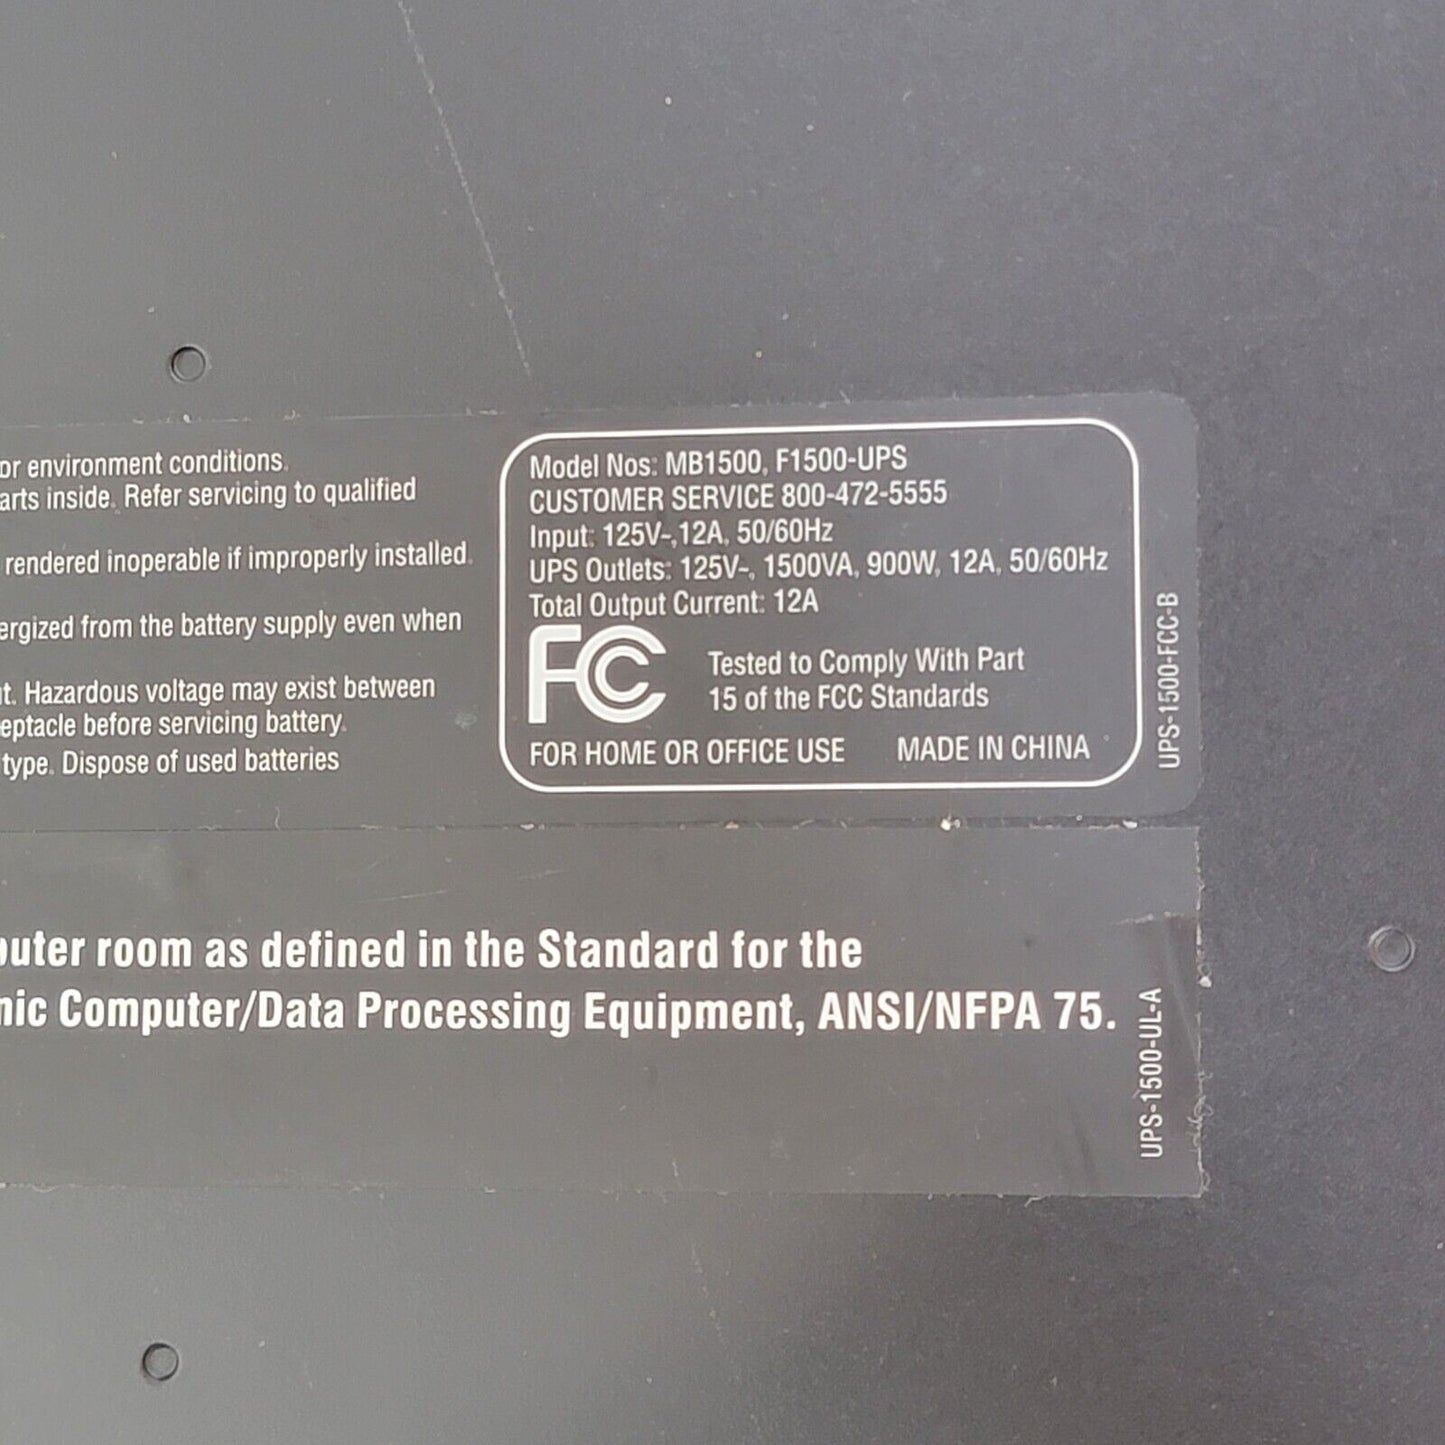 or environment conditions.
arts inside. Refer servicing to qualified
rendered inoperable if improperly installed.
ergized from the battery supply even when
t. Hazardous voltage may exist between
eptacle before servicing battery.
type. Dispose of used batteries
Model Nos: MB1500, F1500-UPS
CUSTOMER SERVICE 800-472-5555
Input: 125V~,12A, 50/60Hz
UPS Outlets: 125V~, 1500VA, 900W, 12A, 50/60Hz
Total Output Current: 12A
FC
Tested to Comply With Part
15 of the FCC Standards
FOR HOME OR OFFICE USE MADE IN CHINA
UPS-1500-FCC-B
outer room as defined in the Standard for the
nic Computer/Data Processing Equipment, ANSI/NFPA 75.
UPS-1500-UL-A